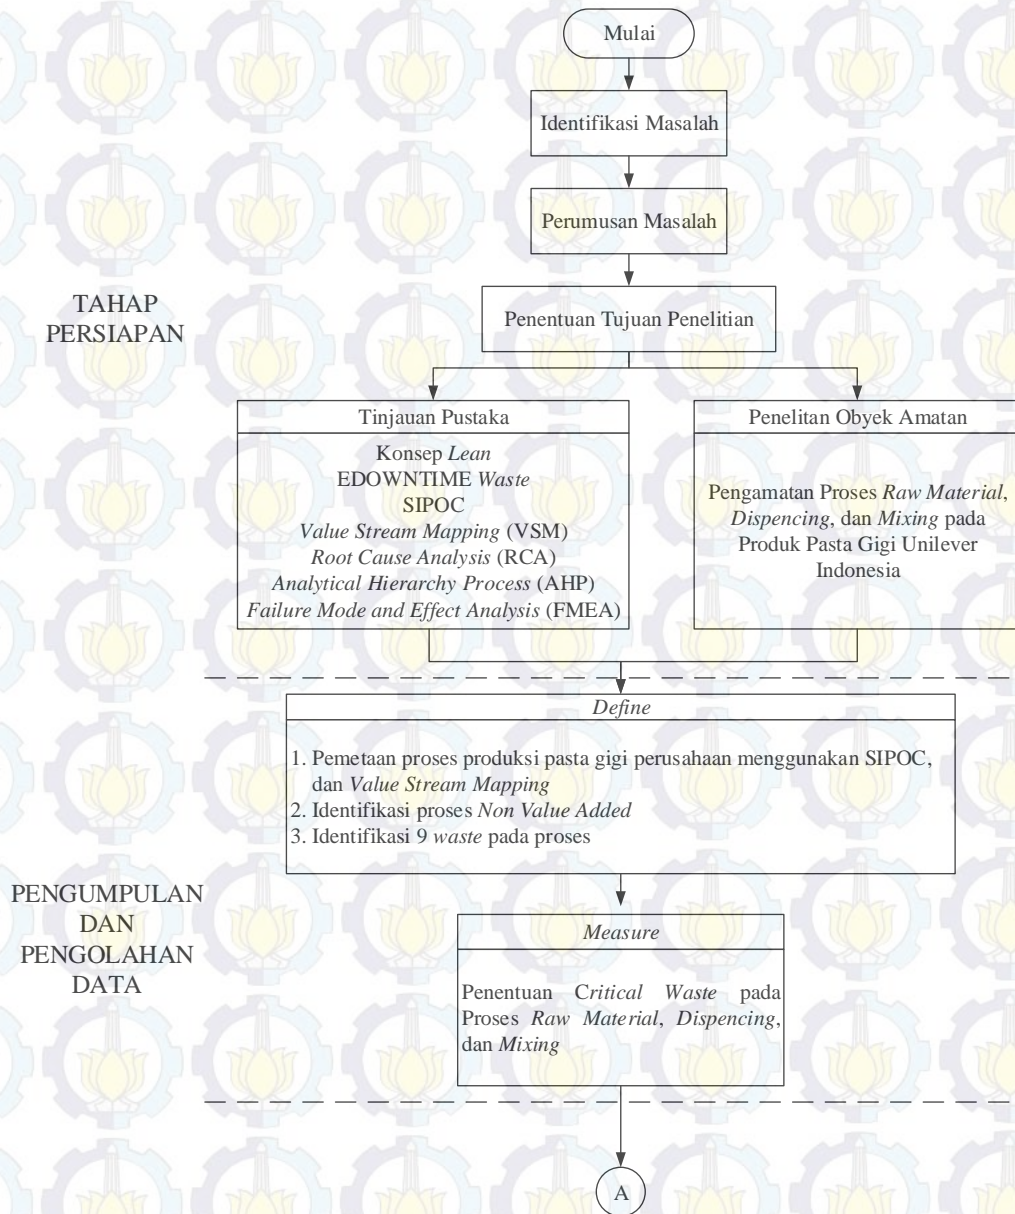 Mulai
Identifikasi Masalah
Perumusan Masalah
TAHAP
PERSIAPAN
Penentuan Tujuan Penelitian
Tinjauan Pustaka
Konsep Lean
EDOWNTIME Waste
SIPOC
Value Stream Mapping (VSM)
Root Cause Analysis (RCA)
Analytical Hierarchy Process (AHP)
Failure Mode and Effect Analysis (FMEA)
Penelitan Obyek Amatan
Pengamatan Proses Raw Material,
Dispencing, dan Mixing pada
Produk Pasta Gigi Unilever
Indonesia
Define
1. Pemetaan proses produksi pasta gigi perusahaan menggunakan SIPOC,
dan Value Stream Mapping
2. Identifikasi proses Non Value Added
3. Identifikasi 9 waste pada proses
PENGUMPULAN
DAN
PENGOLAHAN
DATA
Measure
Penentuan Critical Waste pada
Proses Raw Material, Dispencing,
dan Mixing
A